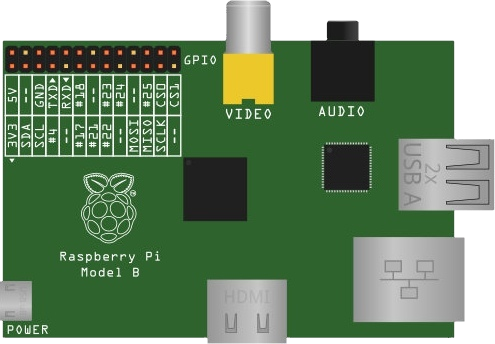 GPIO
5V -- GND TXD RXD #18 -- #23 #24 -- #25 CS0 CS1
3V3 SDA SCL #4 -- #17 #21 #22 -- MOSI MISO SCLK --
VIDEO
AUDIO
2x
USB A
TM
Raspberry Pi
Model B
HDMI
POWER